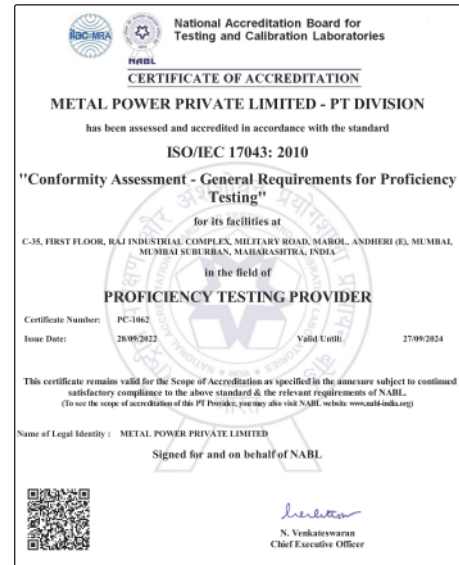 ilac-MRA
NABL
National Accreditation Board for
Testing and Calibration Laboratories
CERTIFICATE OF ACCREDITATION
METAL POWER PRIVATE LIMITED - PT DIVISION
has been assessed and accredited in accordance with the standard
ISO/IEC 17043: 2010
"Conformity Assessment - General Requirements for Proficiency
Testing"
for its facilities at
C-35, FIRST FLOOR, RAJ INDUSTRIAL COMPLEX, MILITARY ROAD, MAROL, ANDHERI (E), MUMBAI,
MUMBAI SUBURBAN, MAHARASHTRA, INDIA
in the field of
PROFICIENCY TESTING PROVIDER
Certificate Number: PC-1062
Issue Date: 28/09/2022 Valid Until: 27/09/2024
This certificate remains valid for the Scope of Accreditation as specified in the annexure subject to continued
satisfactory compliance to the above standard & the relevant requirements of NABL.
(To see the scope of accreditation of this PT Provider, you may also visit NABL website www.nabl-india.org)
Name of Legal Identity : METAL POWER PRIVATE LIMITED
Signed for and on behalf of NABL
N. Venkateswaran
Chief Executive Officer